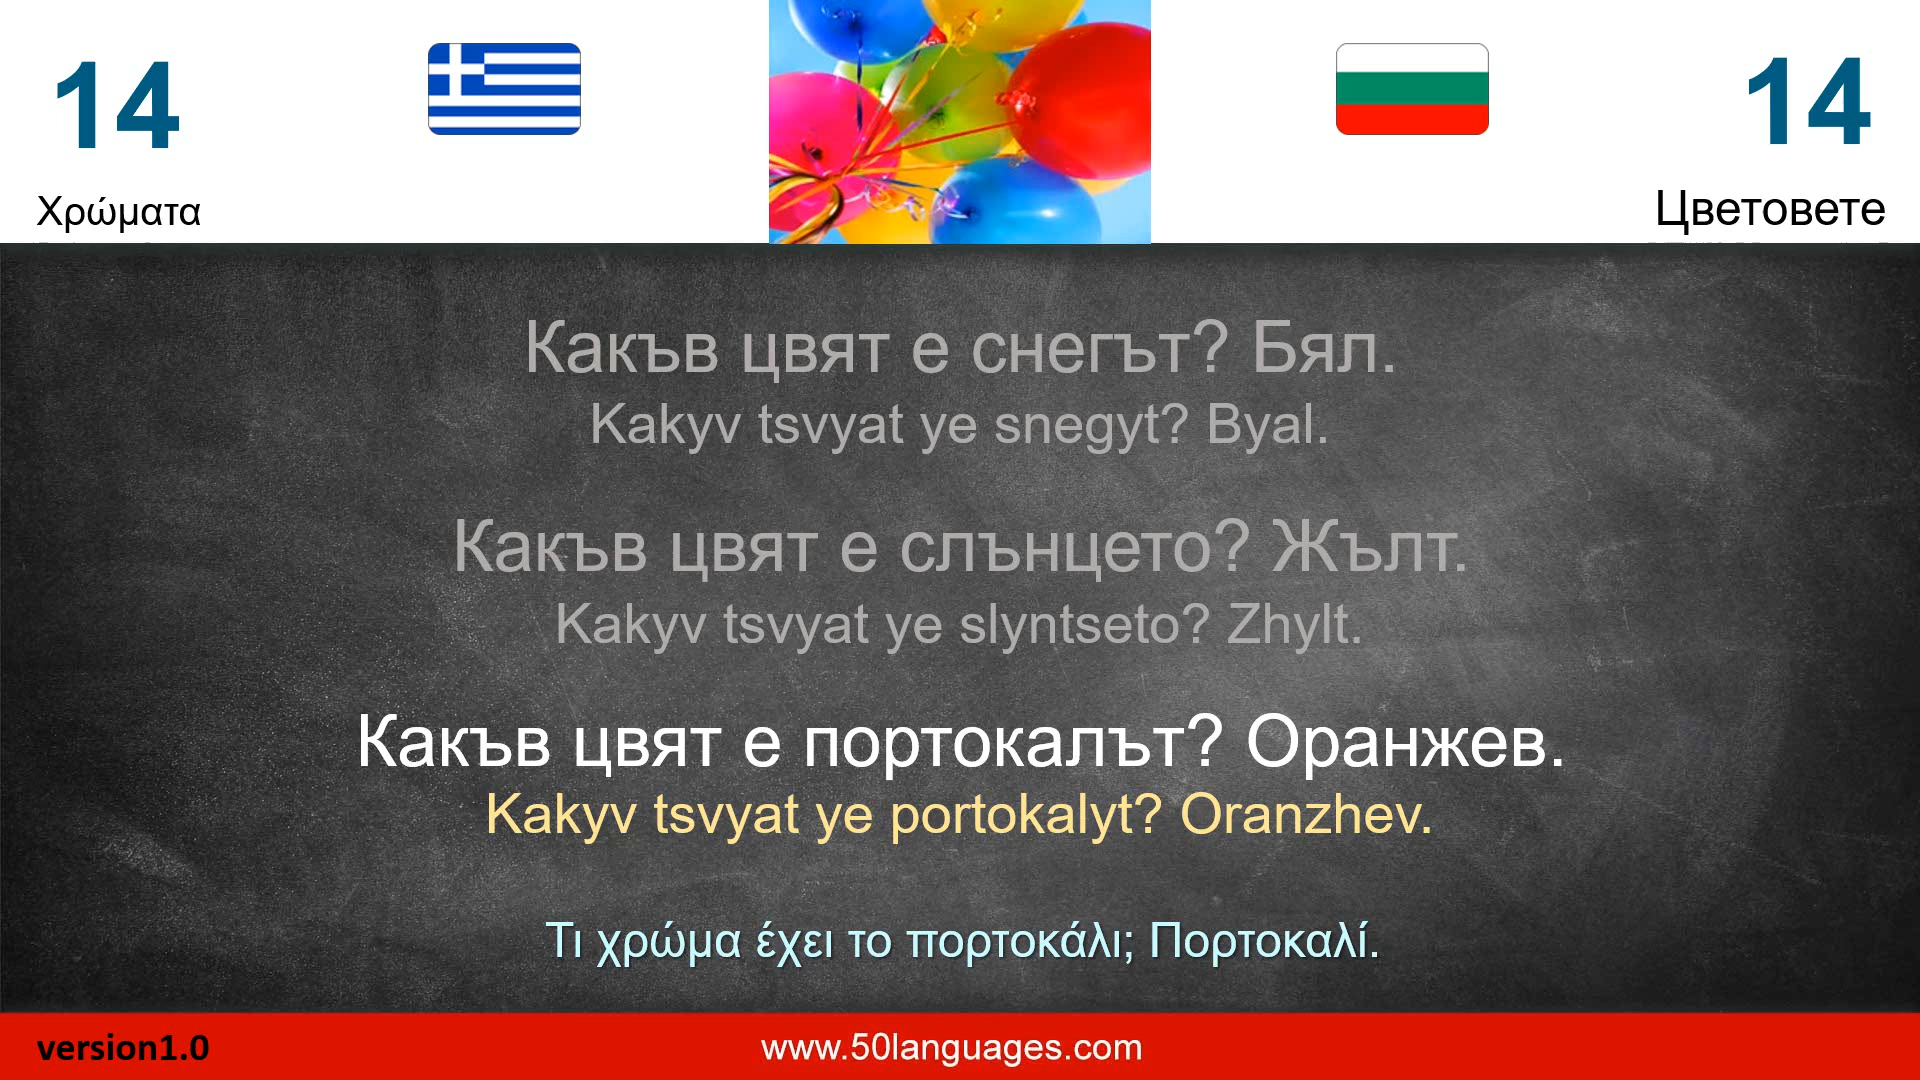 14
14
Χρώματα
Цветовете
Какъв цвят е снегът? Бял.
Kakyv tsvyat ye snegyt? Byal.
Какъв цвят е слънцето? Жълт.
Kakyv tsvyat ye slyntseto? Zhylt.
Какъв цвят е портокалът? Оранжев.
Kakyv tsvyat ye portokalyt? Oranzhev.
Τι χρώμα έχει το πορτοκάλι; Πορτοκαλί.
version1.0
www.50languages.com